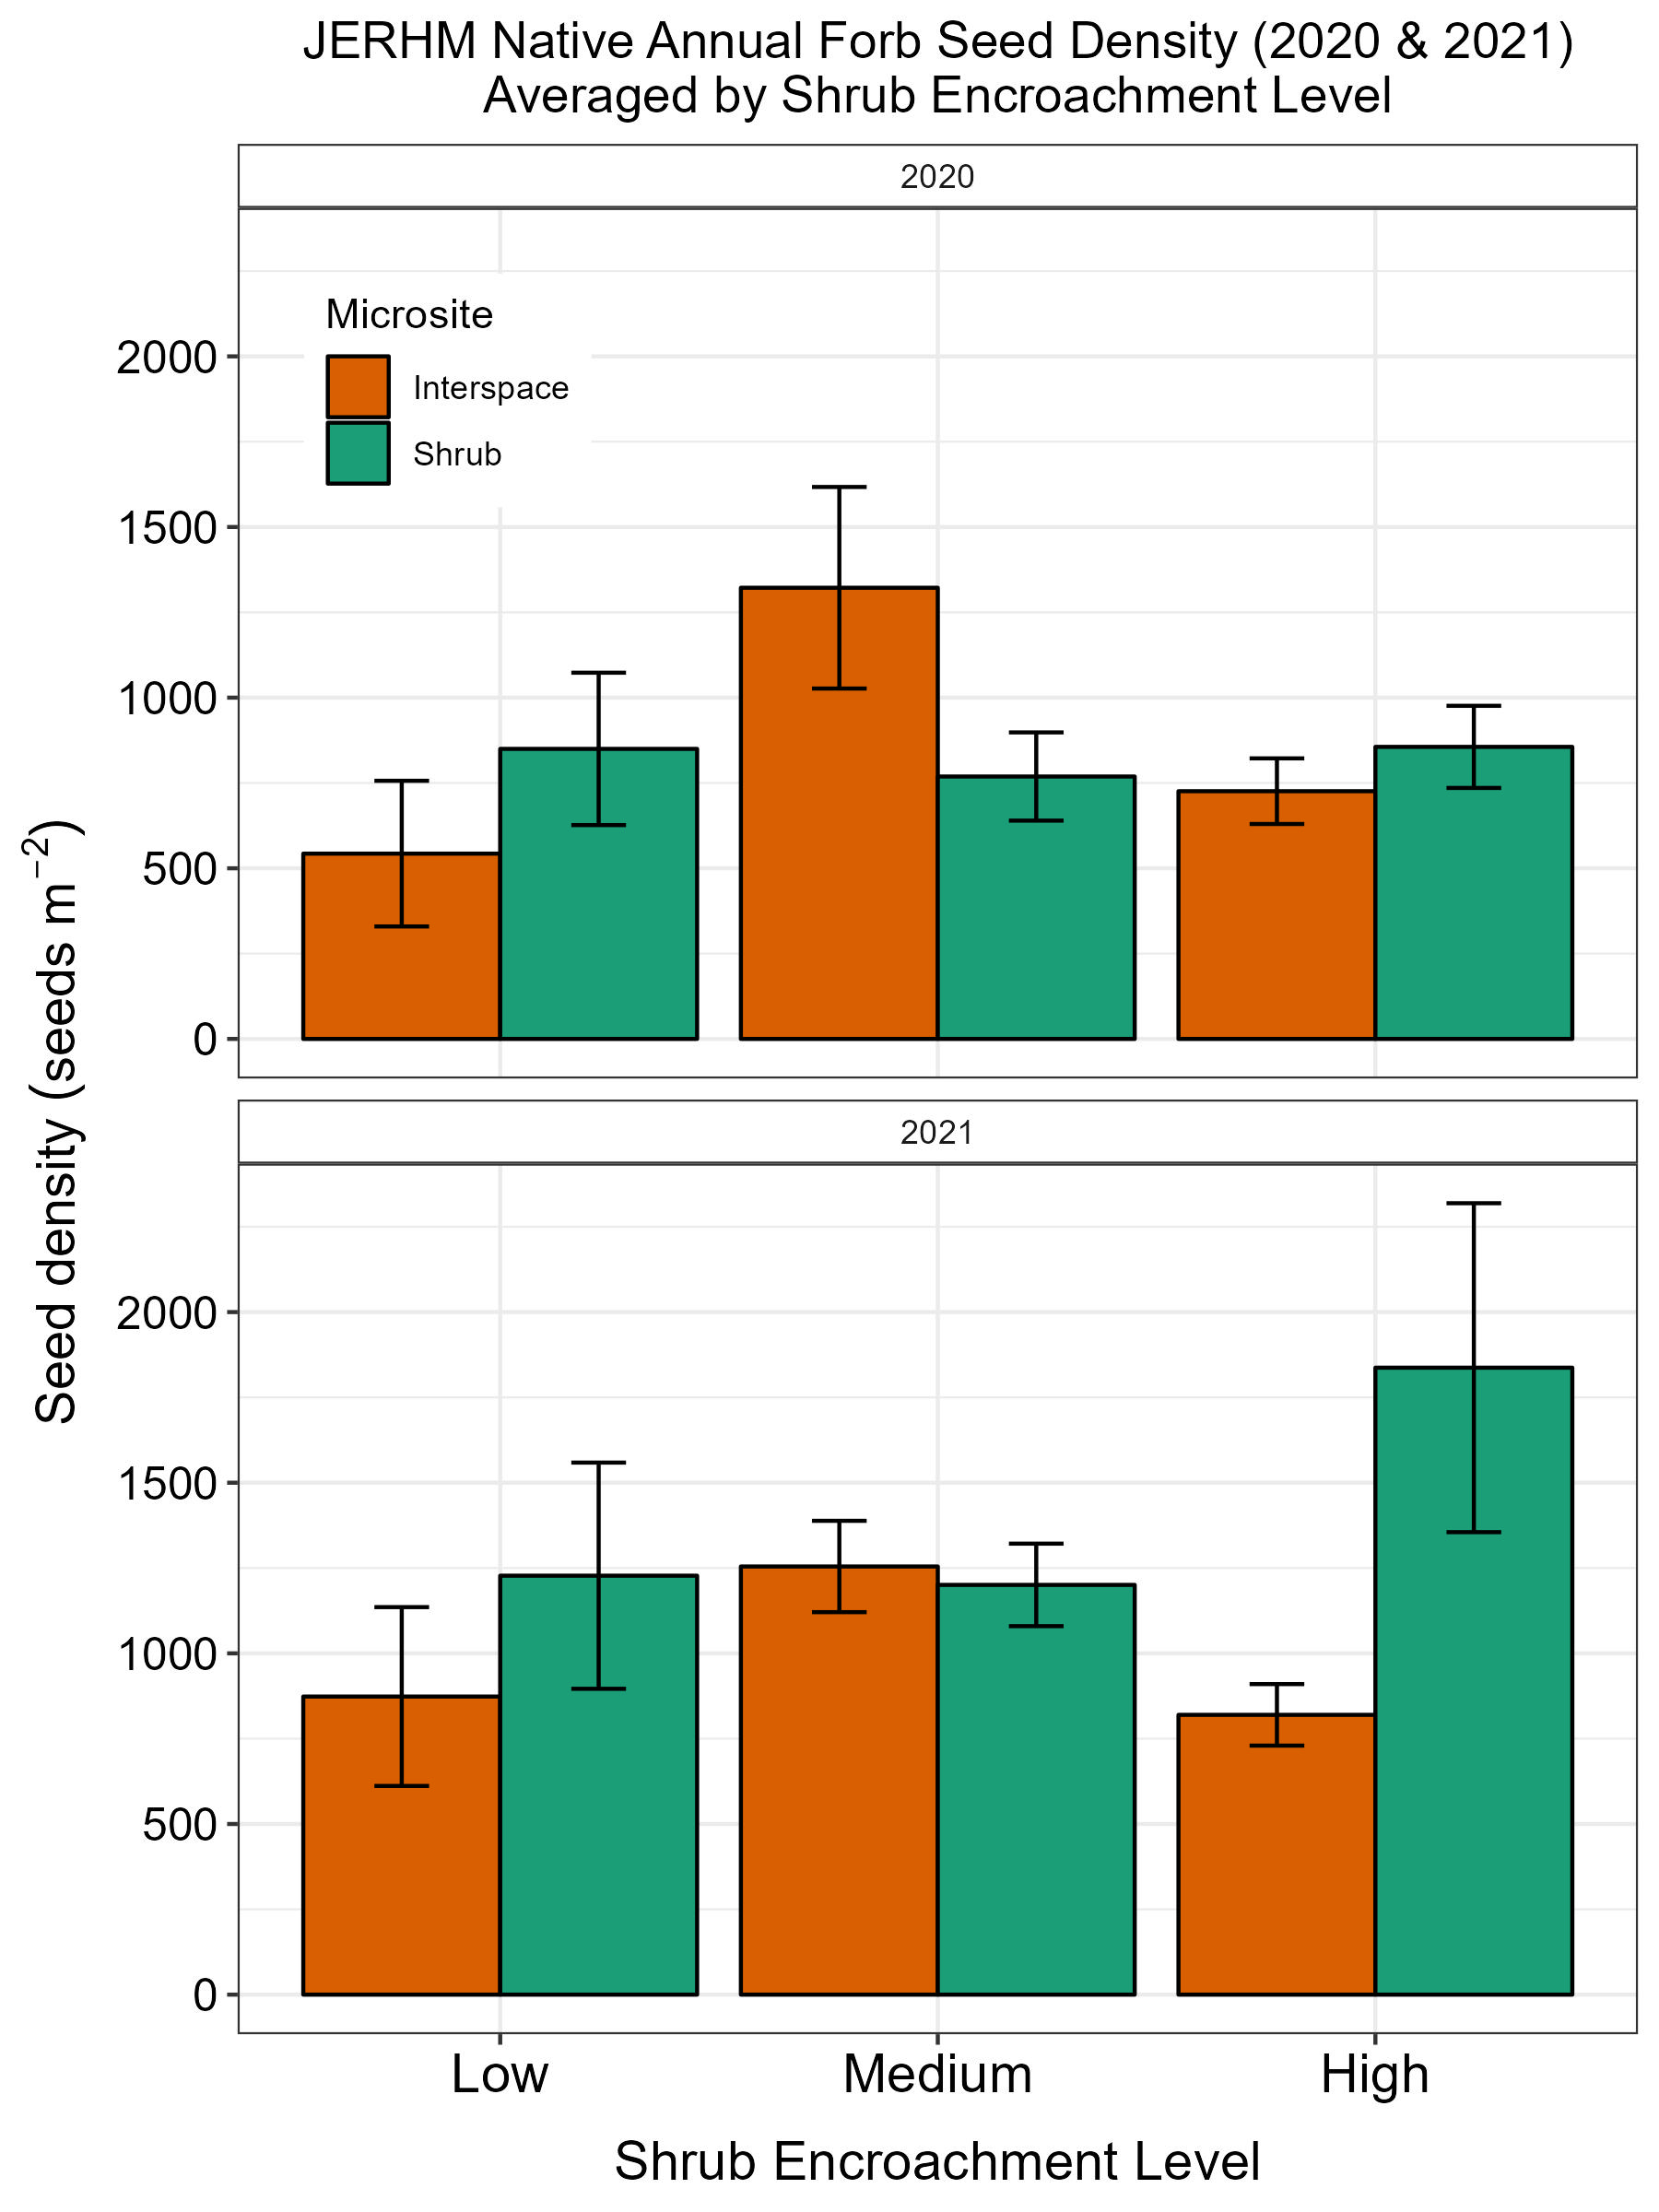 JERHM Native Annual Forb Seed Density (2020 & 2021)
Averaged by Shrub Encroachment Level
2020
Microsite
Interspace
Shrub
2000
1500
1000
500
0
2021
2000
1500
1000
500
0
Seed density (seeds m⁻²)
Low Medium High
Shrub Encroachment Level